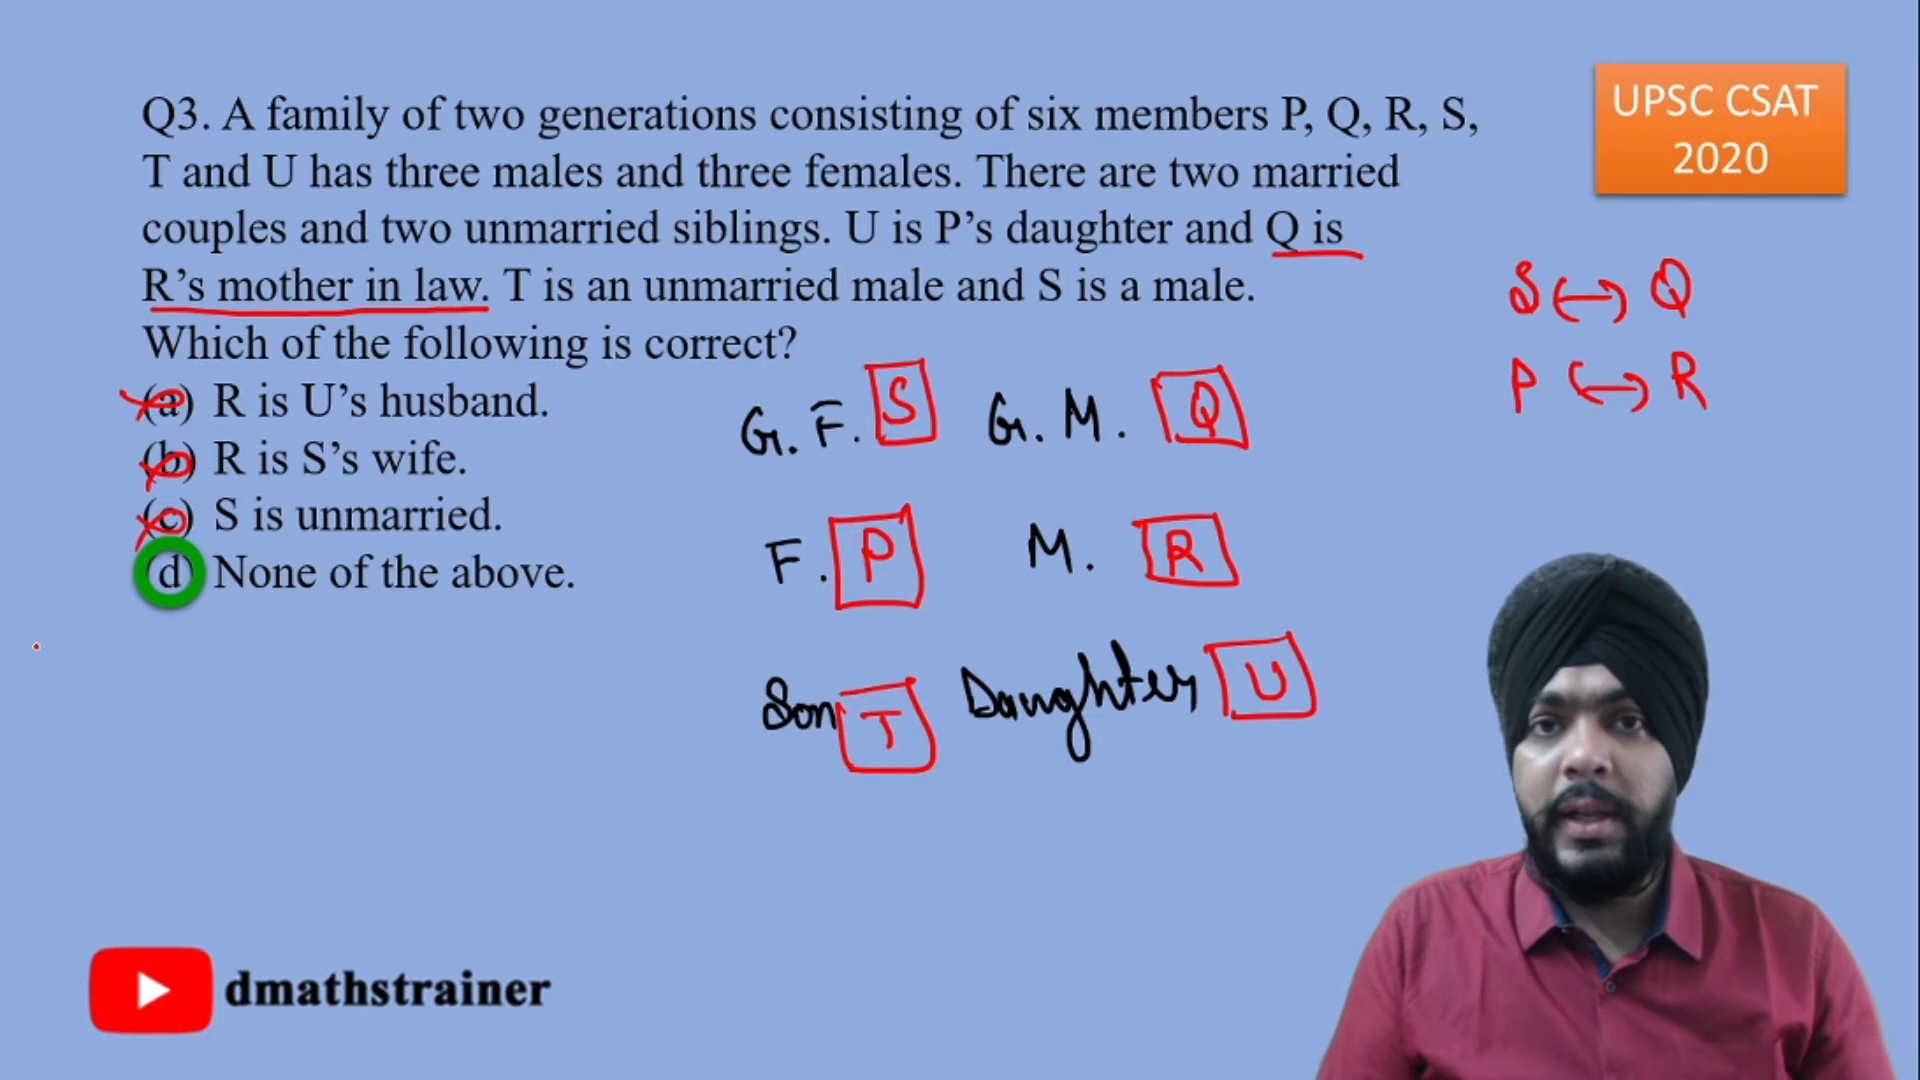 Q3. A family of two generations consisting of six members P, Q, R, S,
T and U has three males and three females. There are two married
couples and two unmarried siblings. U is P’s daughter and Q is
R’s mother in law. T is an unmarried male and S is a male.
Which of the following is correct?
(a) R is U’s husband.
(b) R is S’s wife.
(c) S is unmarried.
(d) None of the above.
UPSC CSAT
2020
S ↔ Q
P ↔ R
G. F. S G. M. Q
F. P M. R
Son T Daughter U
dmathstrainer